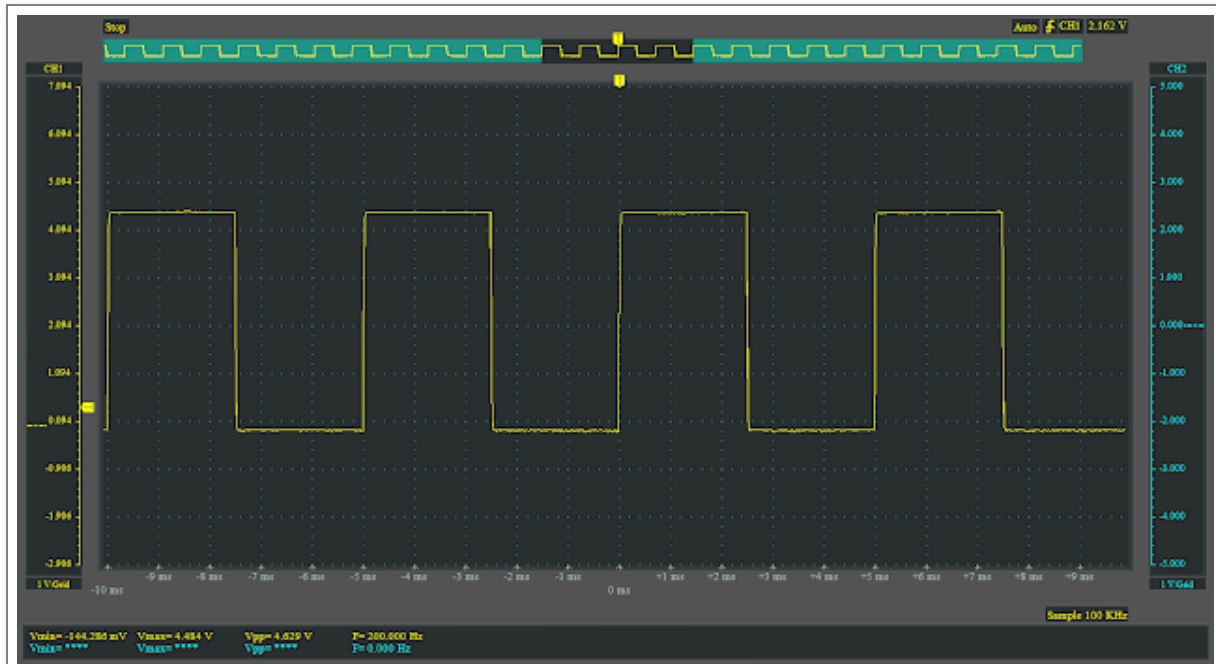 Stop
Auto CH1 2.162 V
CH1
CH2
7.094
6.094
5.094
4.094
3.094
2.094
1.094
0.094
-0.906
-1.906
-2.906
5.000
4.000
3.000
2.000
1.000
0.000
-1.000
-2.000
-3.000
-4.000
-5.000
-10 ms -9 ms -8 ms -7 ms -6 ms -5 ms -4 ms -3 ms -2 ms -1 ms 0 ms +1 ms +2 ms +3 ms +4 ms +5 ms +6 ms +7 ms +8 ms +9 ms
1 V/Grid
1 V/Grid
Sample 100 KHz
Vmin= -144.286 mV Vmax= 4.484 V Vpp= 4.629 V F= 200.000 Hz
Vmin= **** Vmax= **** Vpp= **** F= 0.000 Hz